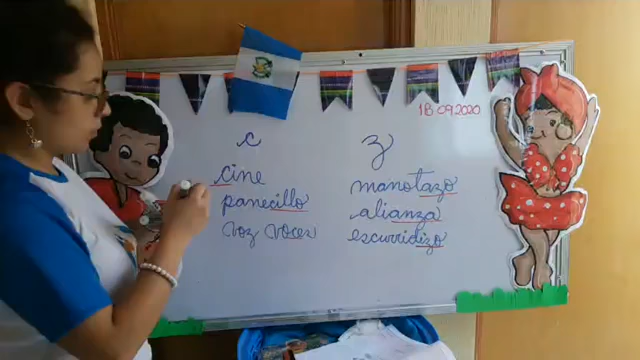 18.09.2020
c
z
cine
panecillo
voz voces
manotazo
alianza
escurridizo